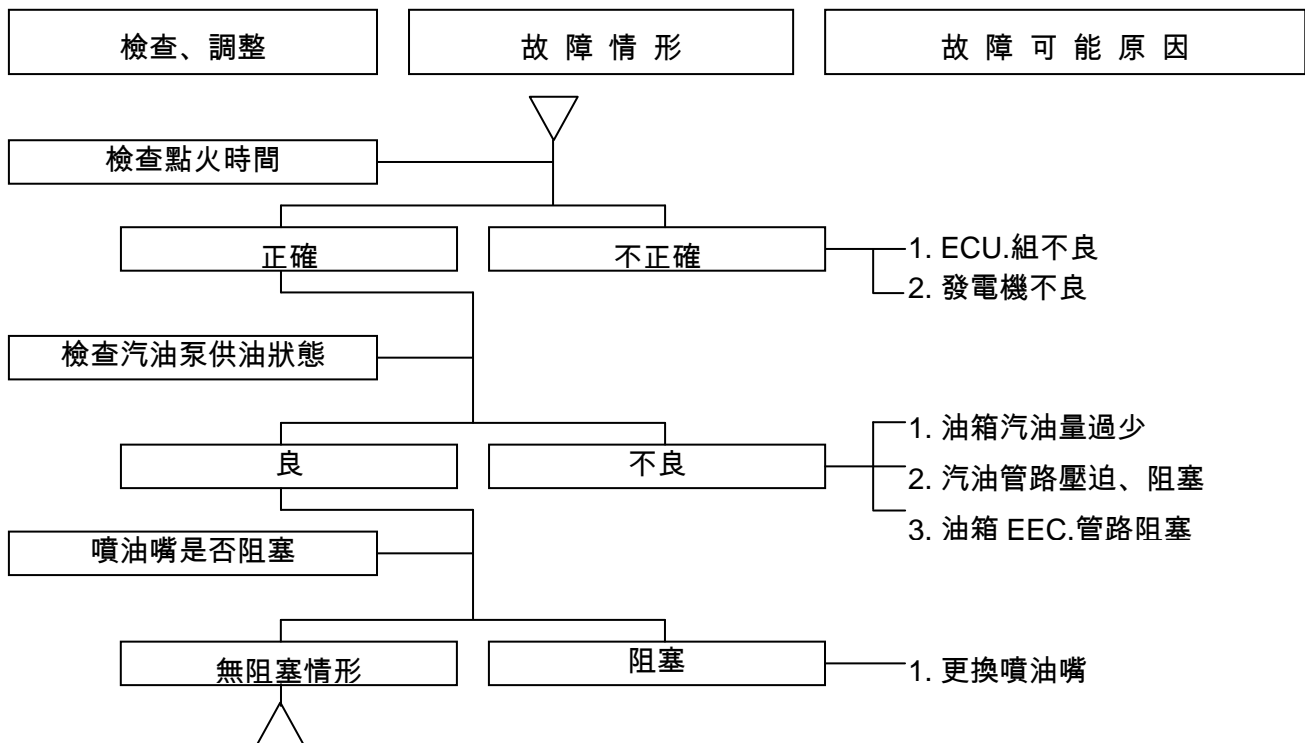 檢查、調整
故 障 情 形
故 障 可 能 原 因
檢查點火時間
正確
不正確
1. ECU.組不良
2. 發電機不良
檢查汽油泵供油狀態
良
不良
1. 油箱汽油量過少
2. 汽油管路壓迫、阻塞
3. 油箱 EEC.管路阻塞
噴油嘴是否阻塞
無阻塞情形
阻塞
1. 更換噴油嘴